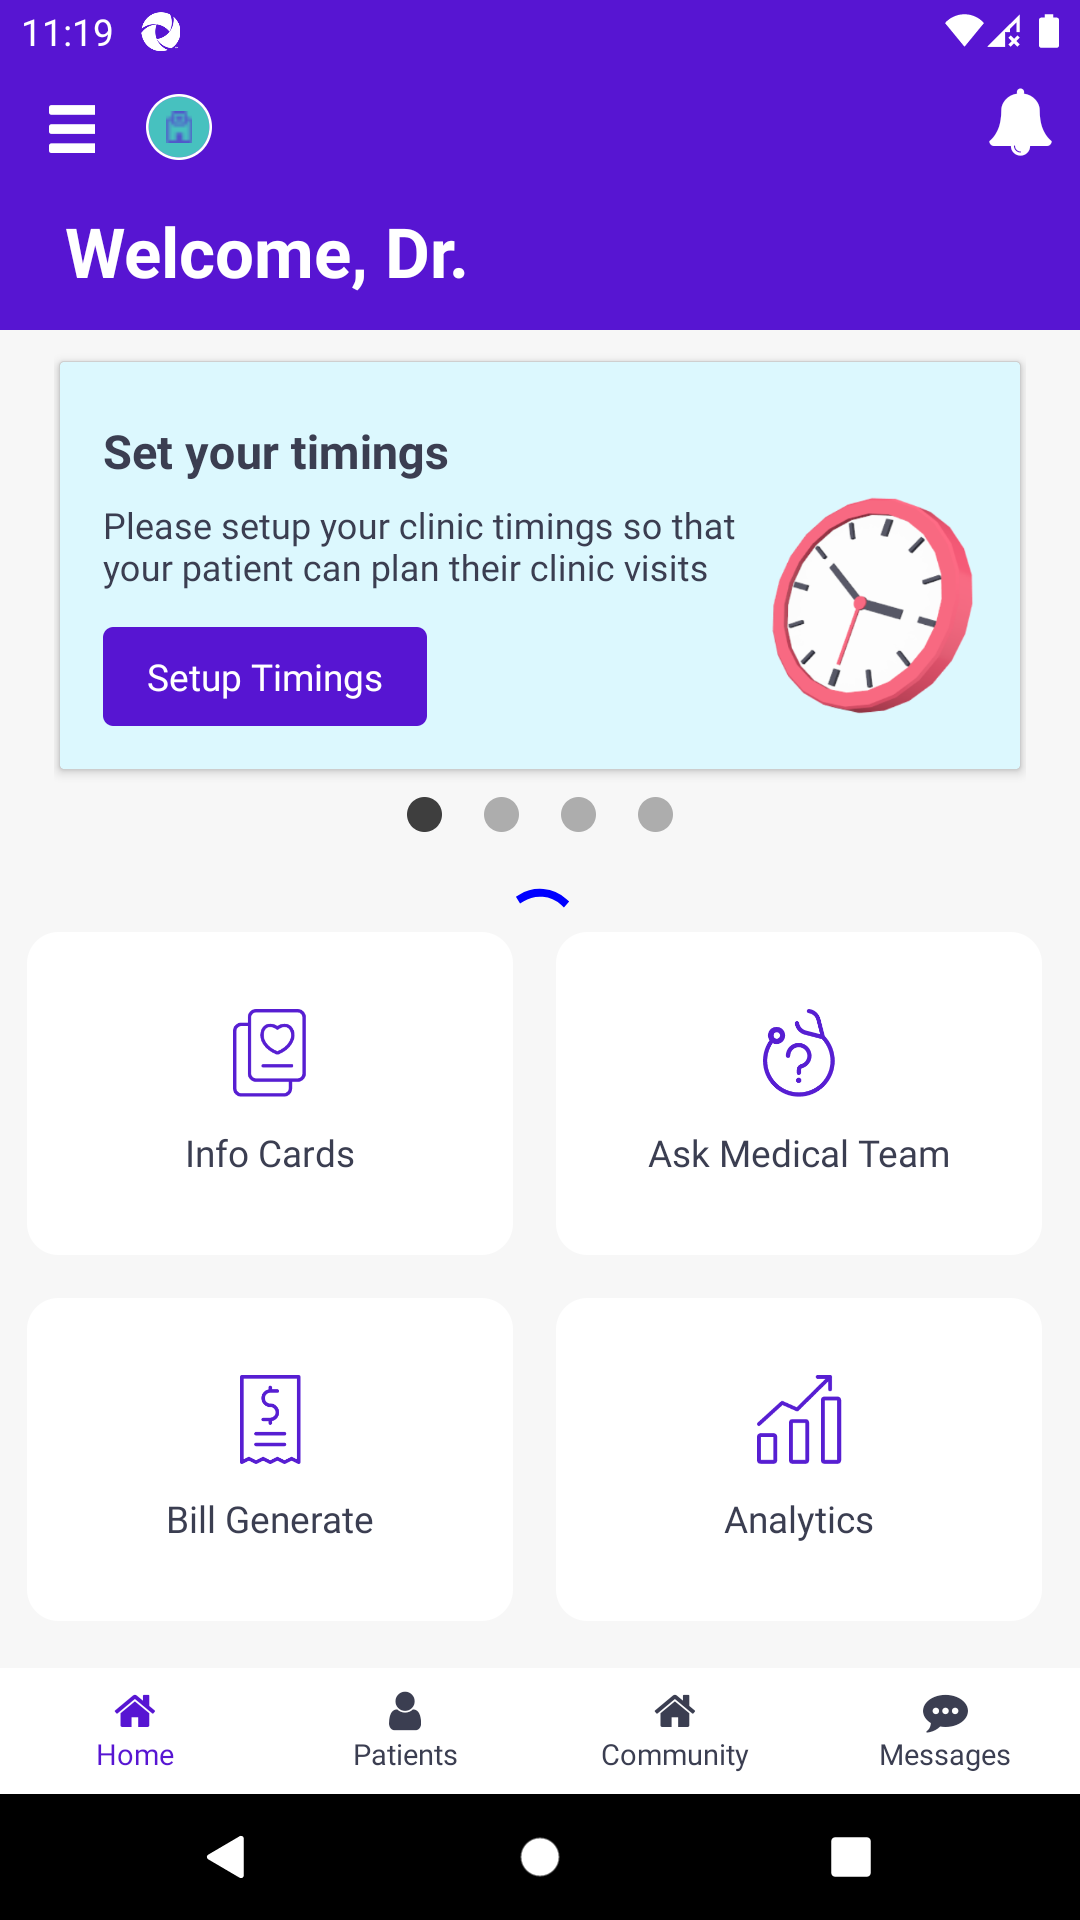 11:19
Welcome, Dr.
Set your timings
Please setup your clinic timings so that
your patient can plan their clinic visits
Setup Timings
Info Cards
Ask Medical Team
Bill Generate
Analytics
Home
Patients
Community
Messages